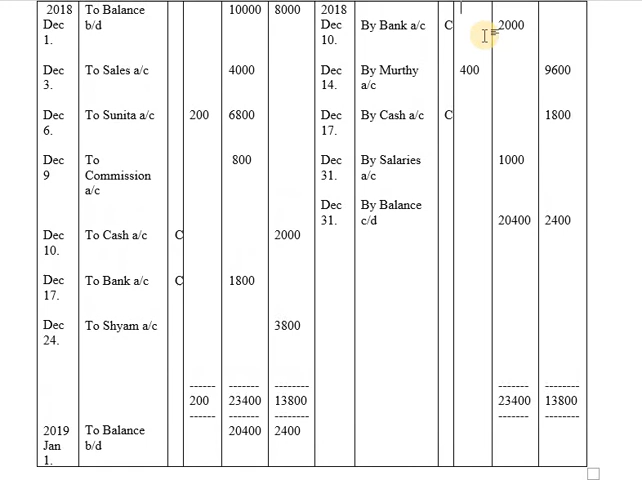 2018 To Balance 10000 8000 2018
Dec b/d Dec By Bank a/c C 2000
1. 10.
Dec To Sales a/c 4000 Dec By Murthy 400 9600
3. 14. a/c
Dec To Sunita a/c 200 6800 Dec By Cash a/c C 1800
6. 17.
Dec To 800 Dec By Salaries 1000
9 Commission 31. a/c
a/c
Dec By Balance
31. c/d 20400 2400
Dec To Cash a/c C 2000
10.
Dec To Bank a/c C 1800
17.
Dec To Shyam a/c 3800
24.
------ ------- -------- ------- --------
200 23400 13800 23400 13800
------ ------- -------- ------- --------
2019 To Balance 20400 2400
Jan b/d
1.